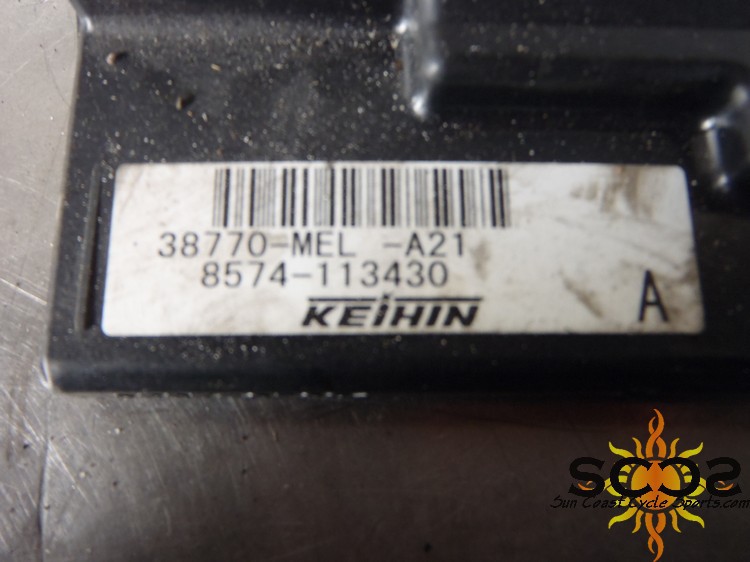 38770-MEL -A21
8574-113430
KEIHIN
A
SCCS
Sun Coast Cycle Sports.com